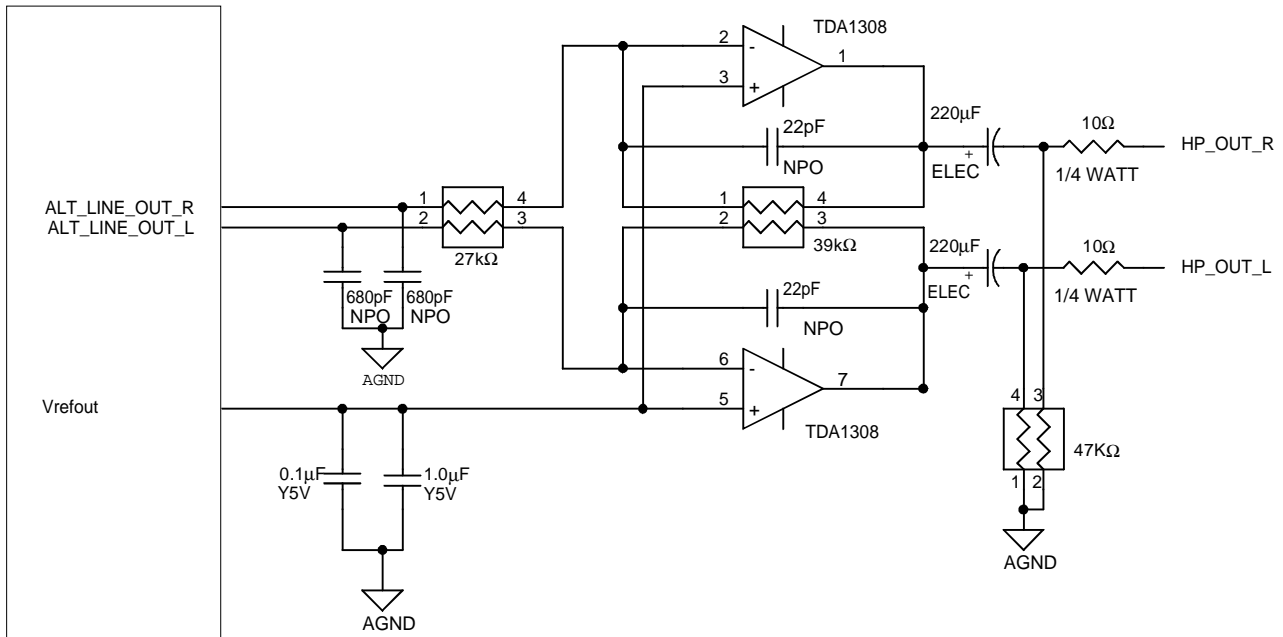 TDA1308
2
-
1
3
+
220µF
10Ω
22pF
HP_OUT_R
+
NPO
ELEC
1/4 WATT
ALT_LINE_OUT_R
1
4
1
4
ALT_LINE_OUT_L
2
3
2
3
27kΩ
39kΩ
220µF
10Ω
HP_OUT_L
+
680pF
680pF
22pF
ELEC
1/4 WATT
NPO
NPO
NPO
AGND
6
-
7
Vrefout
5
+
4
3
TDA1308
47KΩ
0.1µF
1.0µF
Y5V
Y5V
1
2
AGND
AGND